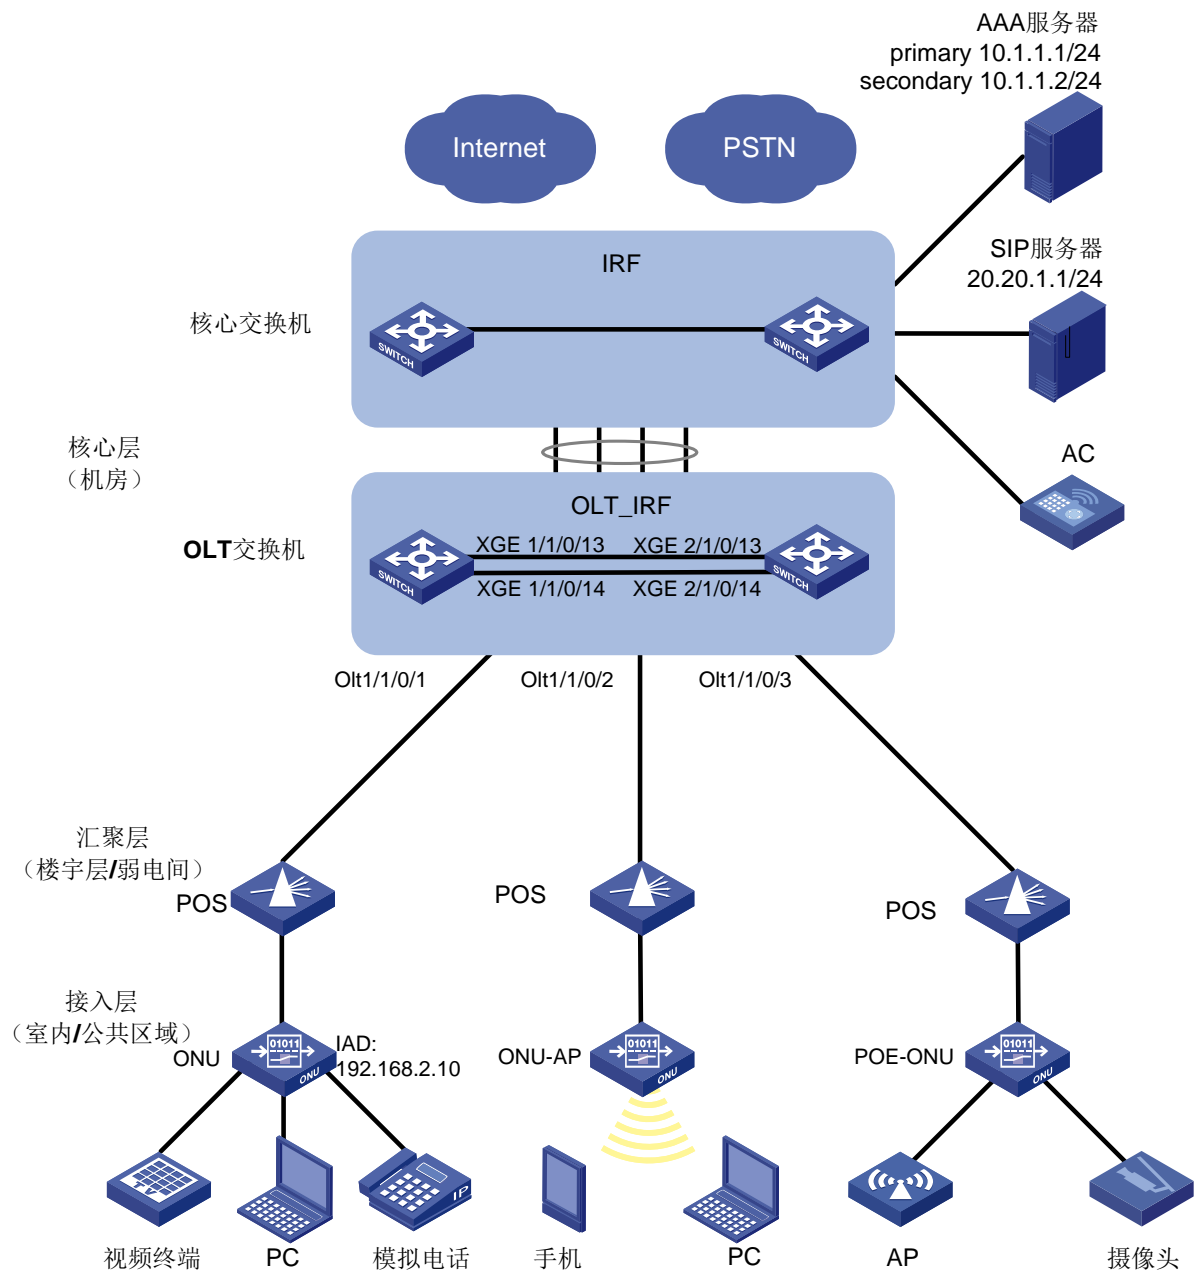 AAA服务器
primary 10.1.1.1/24
secondary 10.1.1.2/24
Internet
PSTN
IRF
SIP服务器
20.20.1.1/24
核心交换机
SWITCH
SWITCH
核心层
（机房）
AC
OLT_IRF
OLT交换机
XGE 1/1/0/13
XGE 2/1/0/13
SWITCH
SWITCH
XGE 1/1/0/14
XGE 2/1/0/14
Olt1/1/0/1
Olt1/1/0/2
Olt1/1/0/3
汇聚层
（楼宇层/弱电间）
POS
POS
POS
接入层
（室内/公共区域）
ONU
01011
ONU
IAD:
192.168.2.10
ONU-AP
01011
ONU
POE-ONU
01011
ONU
TV
IP
视频终端
PC
模拟电话
手机
PC
AP
摄像头